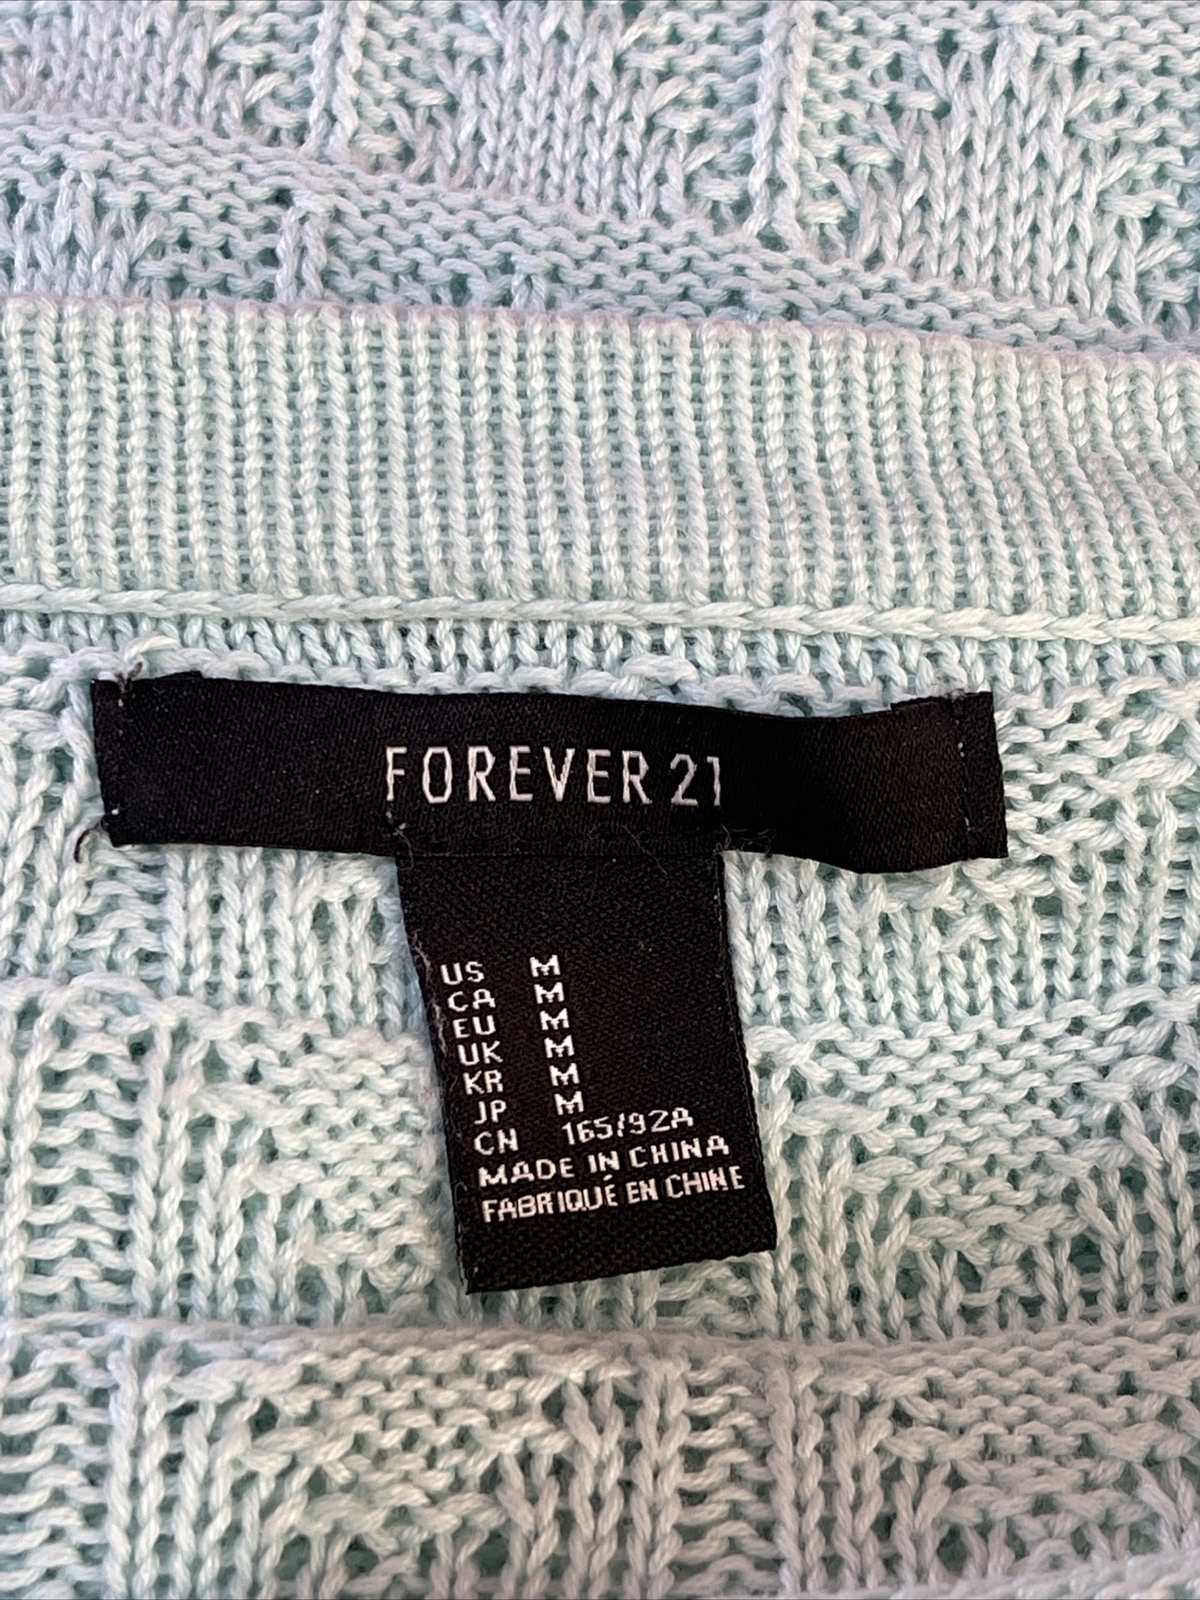 FOREVER 21
US M
CA M
EU M
UK M
KR M
JP M
CN 165/92A
MADE IN CHINA
FABRIQUÉ EN CHINE